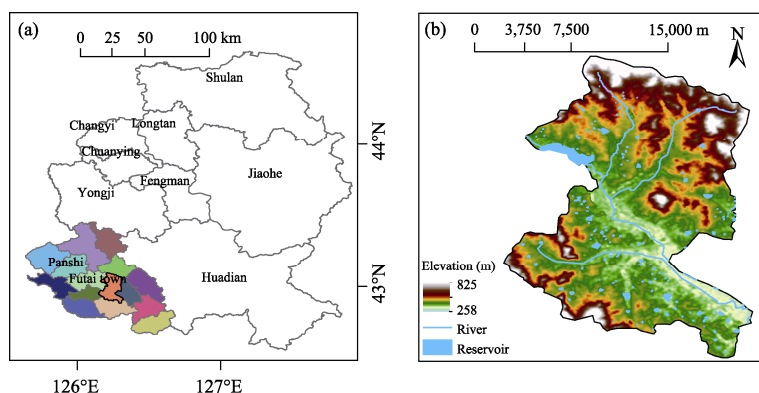 (a)
0 25 50 100 km
Shulan
Changyi
Longtan
Chuanying
Fengman
Jiaohe
Yongji
Panshi
Futai town
Huadian
44°N
43°N
126°E 127°E
(b)
0 3,750 7,500 15,000 m
N
Elevation (m)
825
258
River
Reservoir